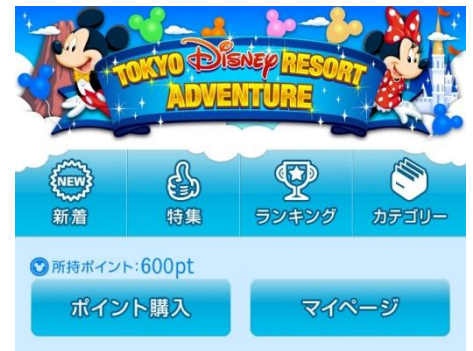 TOKYO Disney RESORT
ADVENTURE
NEW
新着
特集
ランキング
カテゴリー
所持ポイント:600pt
ポイント購入
マイページ